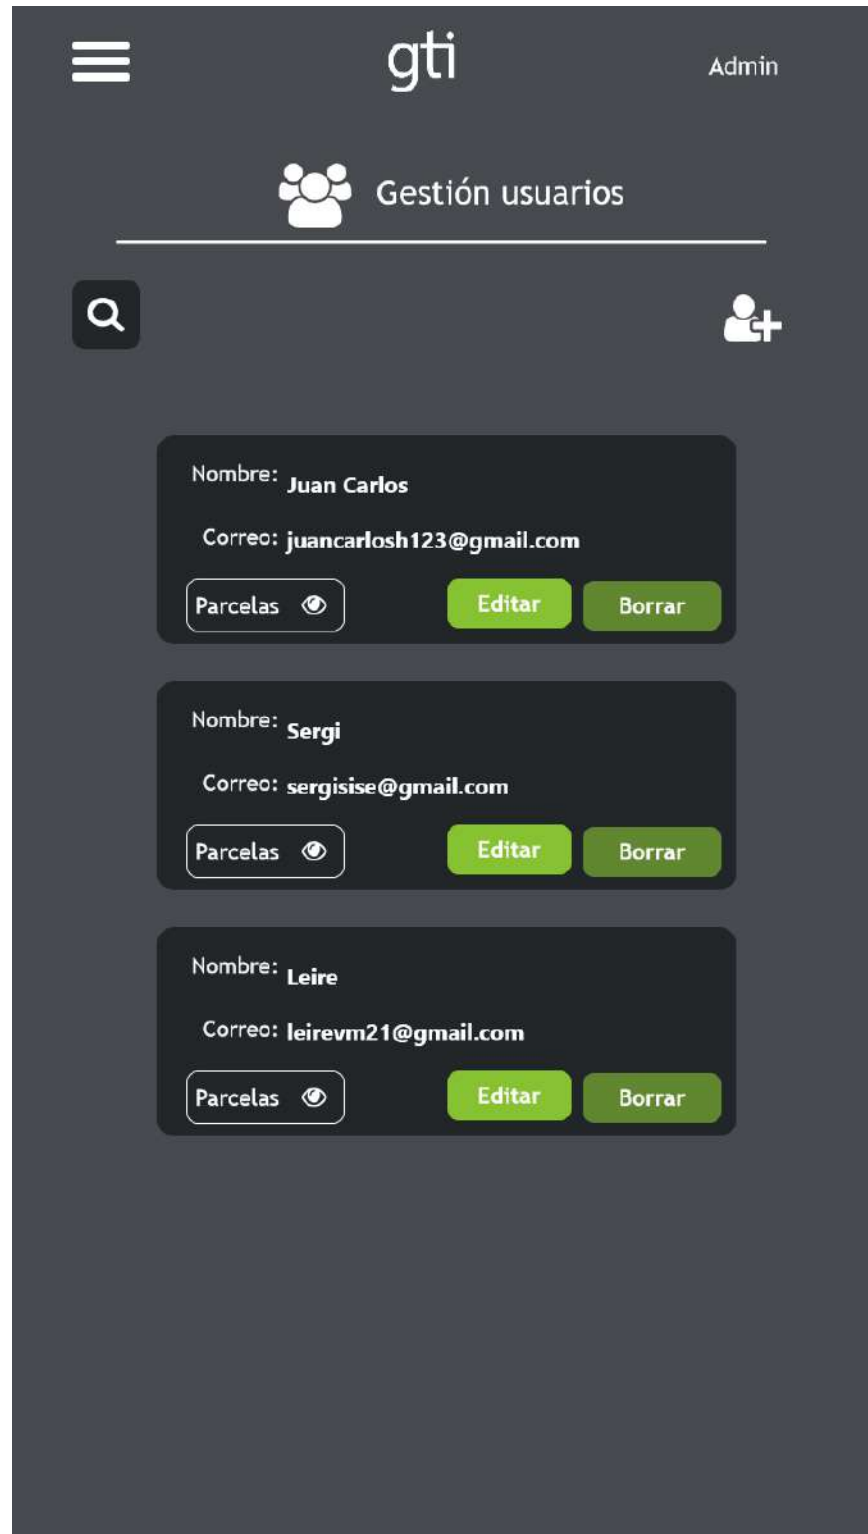 gti
Admin
Gestión usuarios
Nombre: Juan Carlos
Correo: juancarlosh123@gmail.com
Parcelas Editar Borrar
Nombre: Sergi
Correo: sergisise@gmail.com
Parcelas Editar Borrar
Nombre: Leire
Correo: leirevm21@gmail.com
Parcelas Editar Borrar